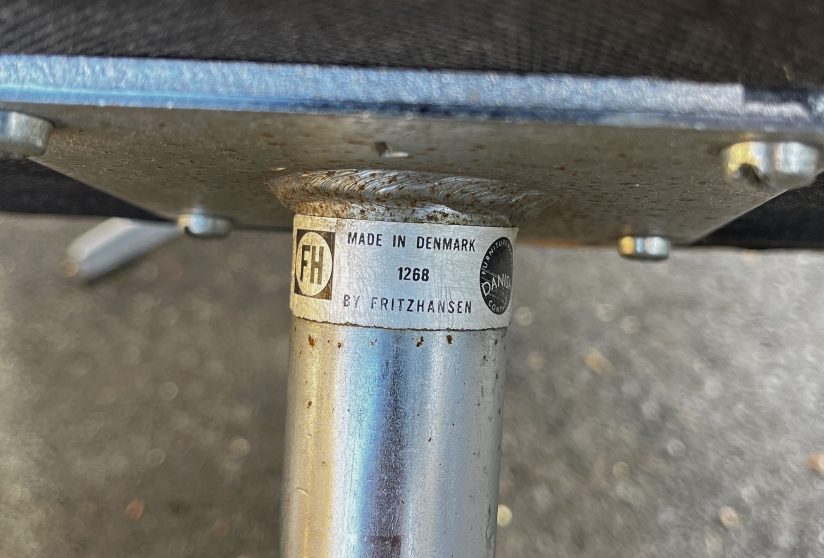 FH
MADE IN DENMARK
1268
BY FRITZHANSEN
DANISH